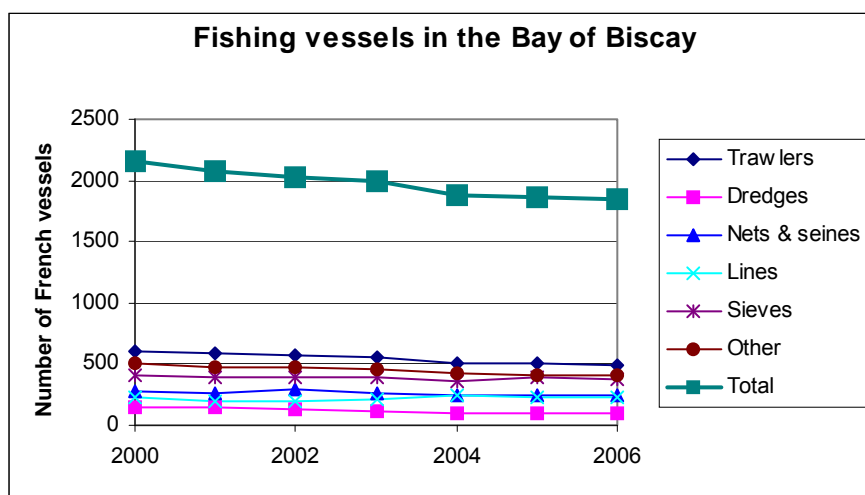 Fishing vessels in the Bay of Biscay
Number of French vessels
2500
2000
1500
1000
500
0
2000
2002
2004
2006
Trawlers
Dredges
Nets & seines
Lines
Sieves
Other
Total